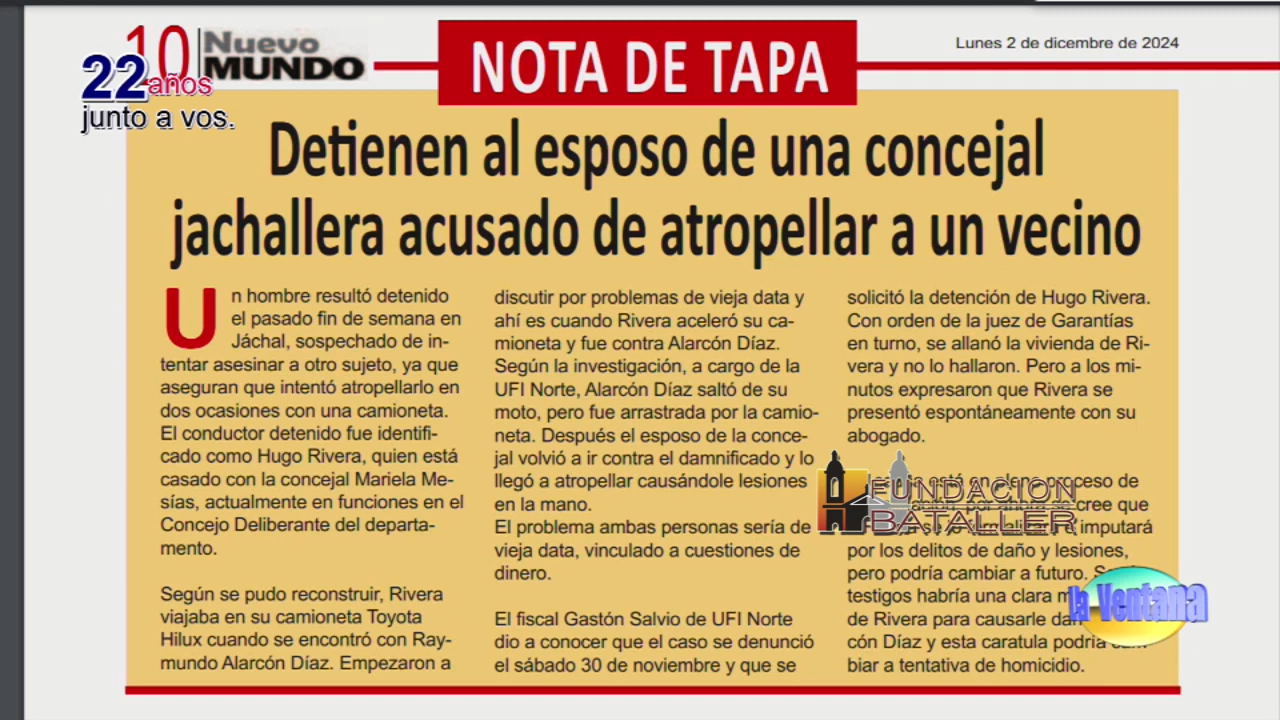 10
Nuevo
MUNDO
22 años
junto a vos.
NOTA DE TAPA
Lunes 2 de dicembre de 2024
Detienen al esposo de una concejal
jachallera acusado de atropellar a un vecino
Un hombre resultó detenido
el pasado fin de semana en
Jáchal, sospechado de in-
tentar asesinar a otro sujeto, ya que
aseguran que intentó atropellarlo en
dos ocasiones con una camioneta.
El conductor detenido fue identifi-
cado como Hugo Rivera, quien está
casado con la concejal Mariela Me-
sías, actualmente en funciones en el
Concejo Deliberante del departa-
mento.
Según se pudo reconstruir, Rivera
viajaba en su camioneta Toyota
Hilux cuando se encontró con Ray-
mundo Alarcón Díaz. Empezaron a
discutir por problemas de vieja data y
ahí es cuando Rivera aceleró su ca-
mioneta y fue contra Alarcón Díaz.
Según la investigación, a cargo de la
UFI Norte, Alarcón Díaz saltó de su
moto, pero fue arrastrada por la camio-
neta. Después el esposo de la conce-
jal volvió a ir contra el damnificado y lo
llegó a atropellar causándole lesiones
en la mano.
El problema ambas personas sería de
vieja data, vinculado a cuestiones de
dinero.
El fiscal Gastón Salvio de UFI Norte
dio a conocer que el caso se denunció
el sábado 30 de noviembre y que se
solicitó la detención de Hugo Rivera.
Con orden de la juez de Garantías
en turno, se allanó la vivienda de Ri-
vera y no lo hallaron. Pero a los mi-
nutos expresaron que Rivera se
presentó espontáneamente con su
abogado.
de
cree que
imputará
por los delitos de daño y lesiones,
pero podría cambiar a futuro.
testigos habría una clara
de Rivera para causarle
cón Díaz y esta caratula podría
biar a tentativa de homicidio.
FUNDACION
BATALLER
la Ventana